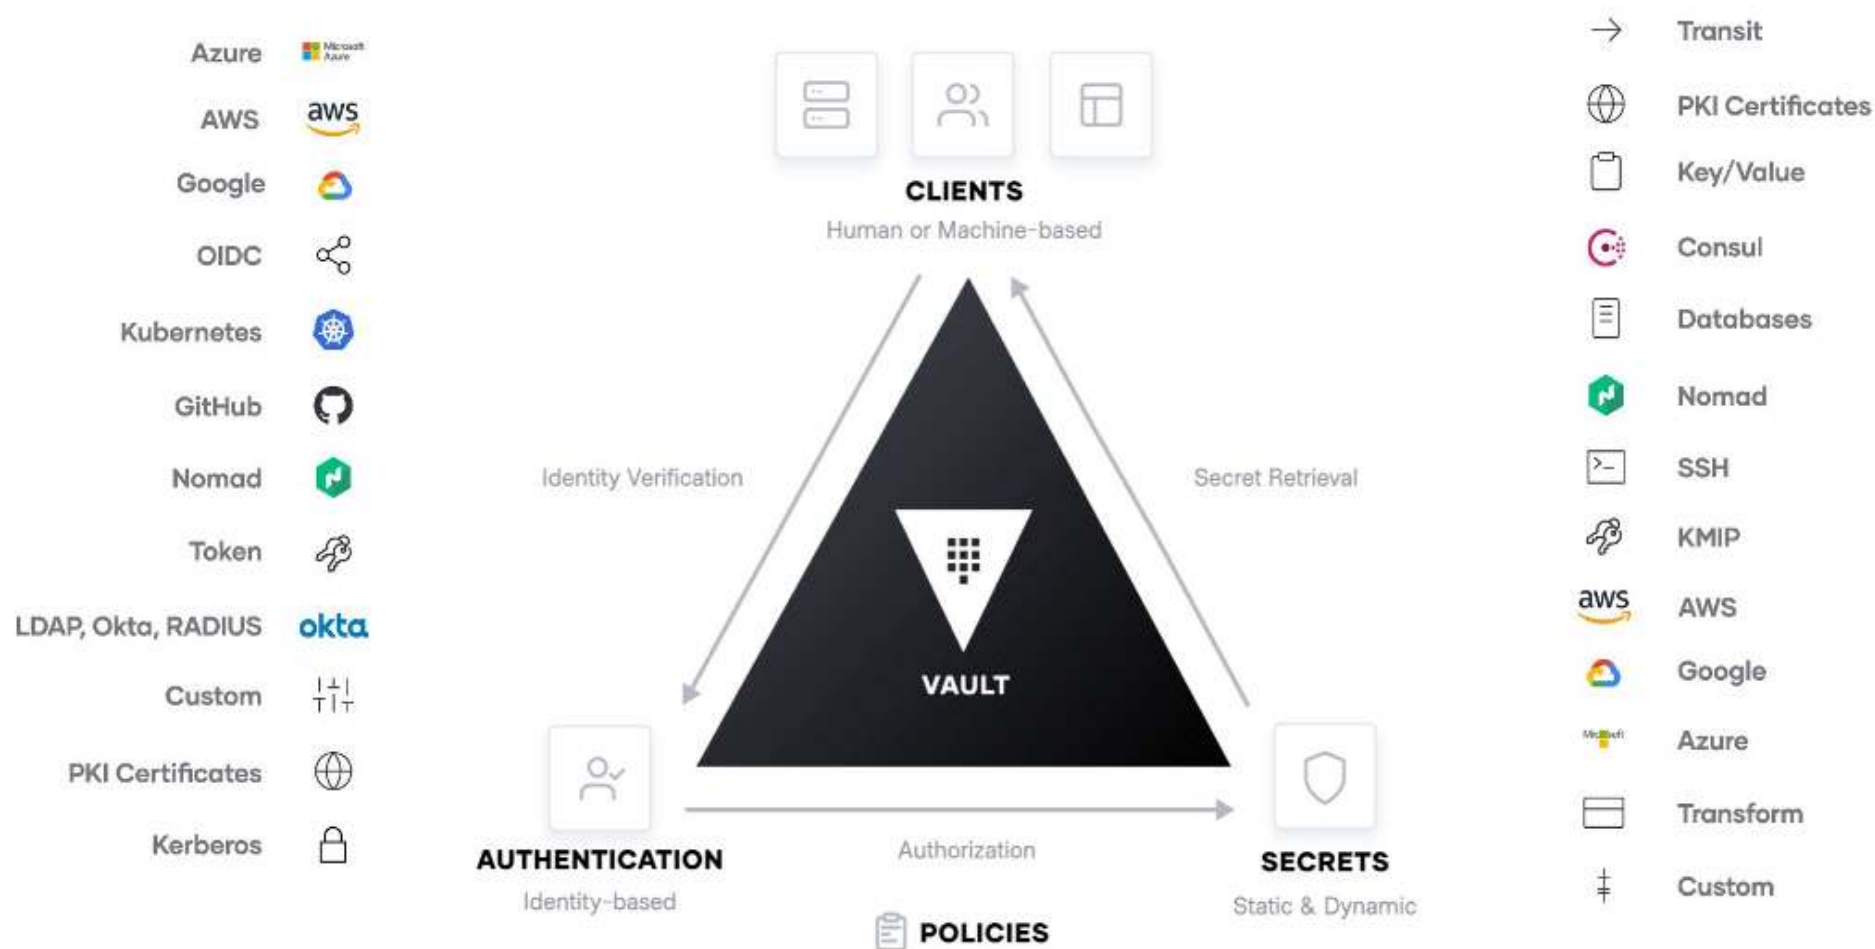 Azure
Microsoft
Azure
AWS
aws
Google
OIDC
Kubernetes
GitHub
Nomad
Token
LDAP, Okta, RADIUS
okta
Custom
PKI Certificates
Kerberos
CLIENTS
Human or Machine-based
Identity Verification
Secret Retrieval
VAULT
AUTHENTICATION
Identity-based
Authorization
SECRETS
Static & Dynamic
POLICIES
Transit
PKI Certificates
Key/Value
Consul
Databases
Nomad
SSH
KMIP
aws
AWS
Google
Azure
Transform
Custom